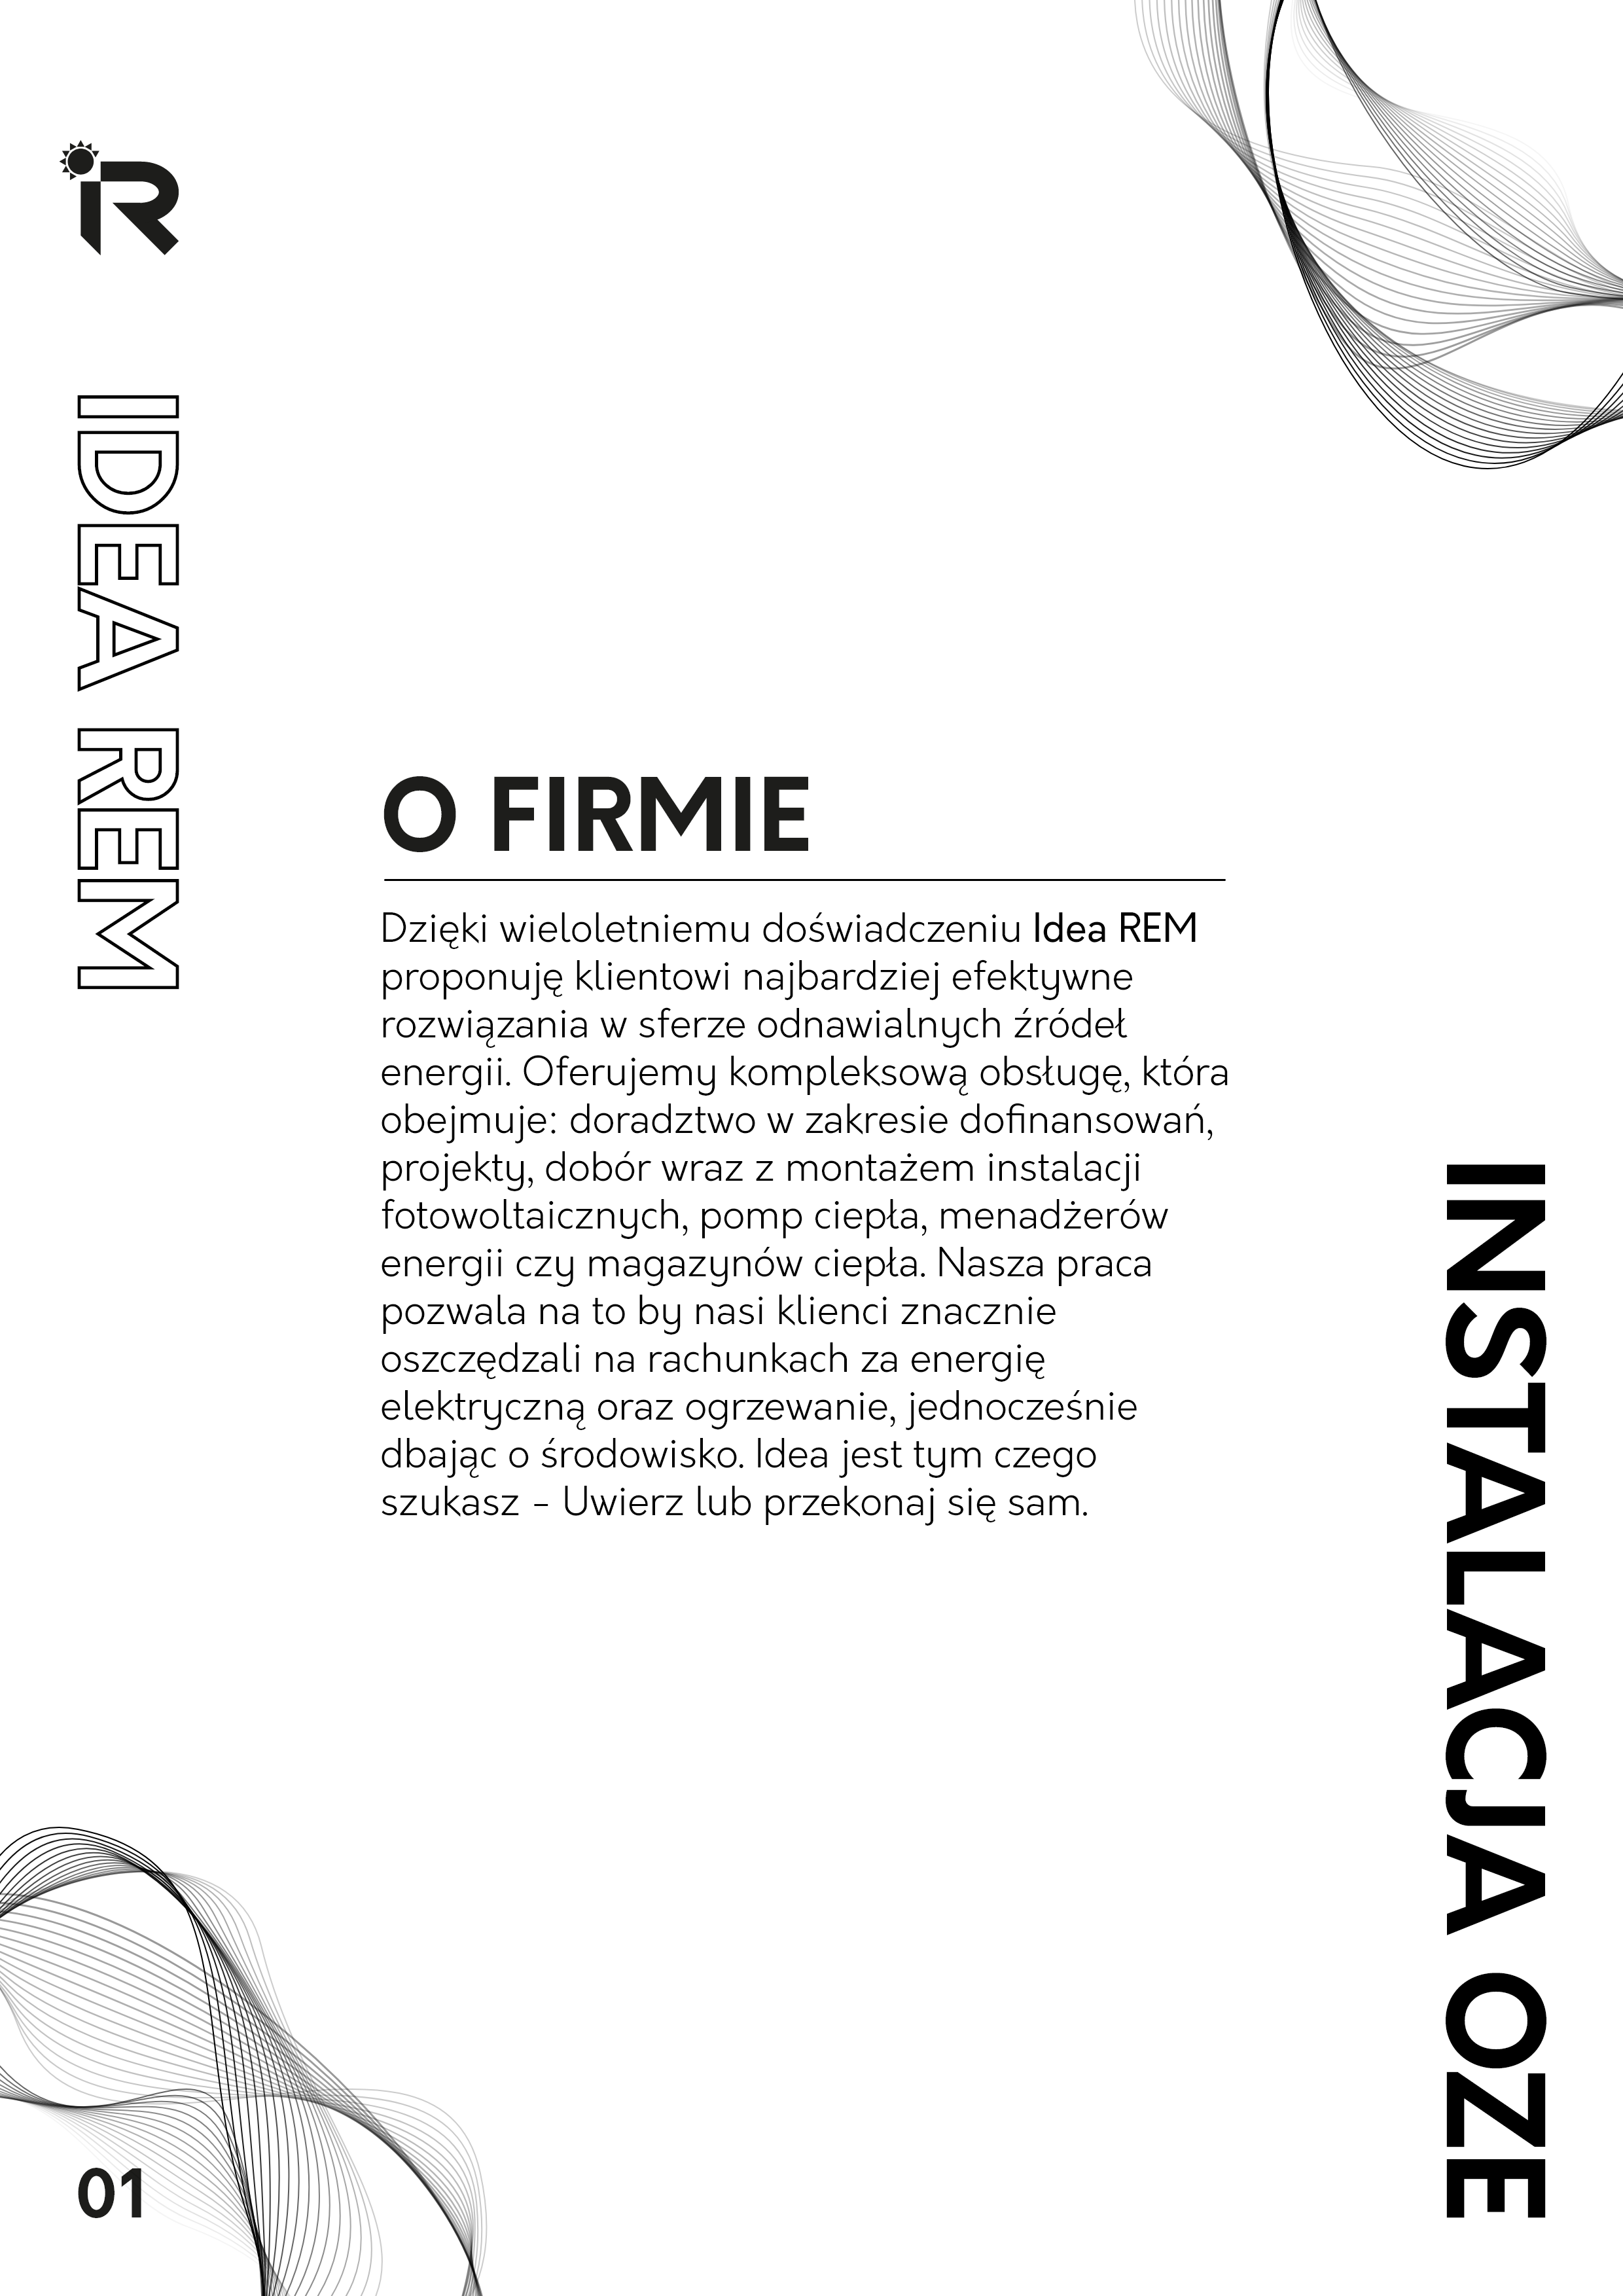 iR
IDEA REM
O FIRMIE
Dzięki wieloletniemu doświadczeniu Idea REM
proponuję klientowi najbardziej efektywne
rozwiązania w sferze odnawialnych źródeł
energii. Oferujemy kompleksową obsługę, która
obejmuje: doradztwo w zakresie dofinansowań,
projekty, dobór wraz z montażem instalacji
fotowoltaicznych, pomp ciepła, menadżerów
energii czy magazynów ciepła. Nasza praca
pozwala na to by nasi klienci znacznie
oszczędzali na rachunkach za energię
elektryczną oraz ogrzewanie, jednocześnie
dbając o środowisko. Idea jest tym czego
szukasz – Uwierz lub przekonaj się sam.
INSTALACJA OZE
01